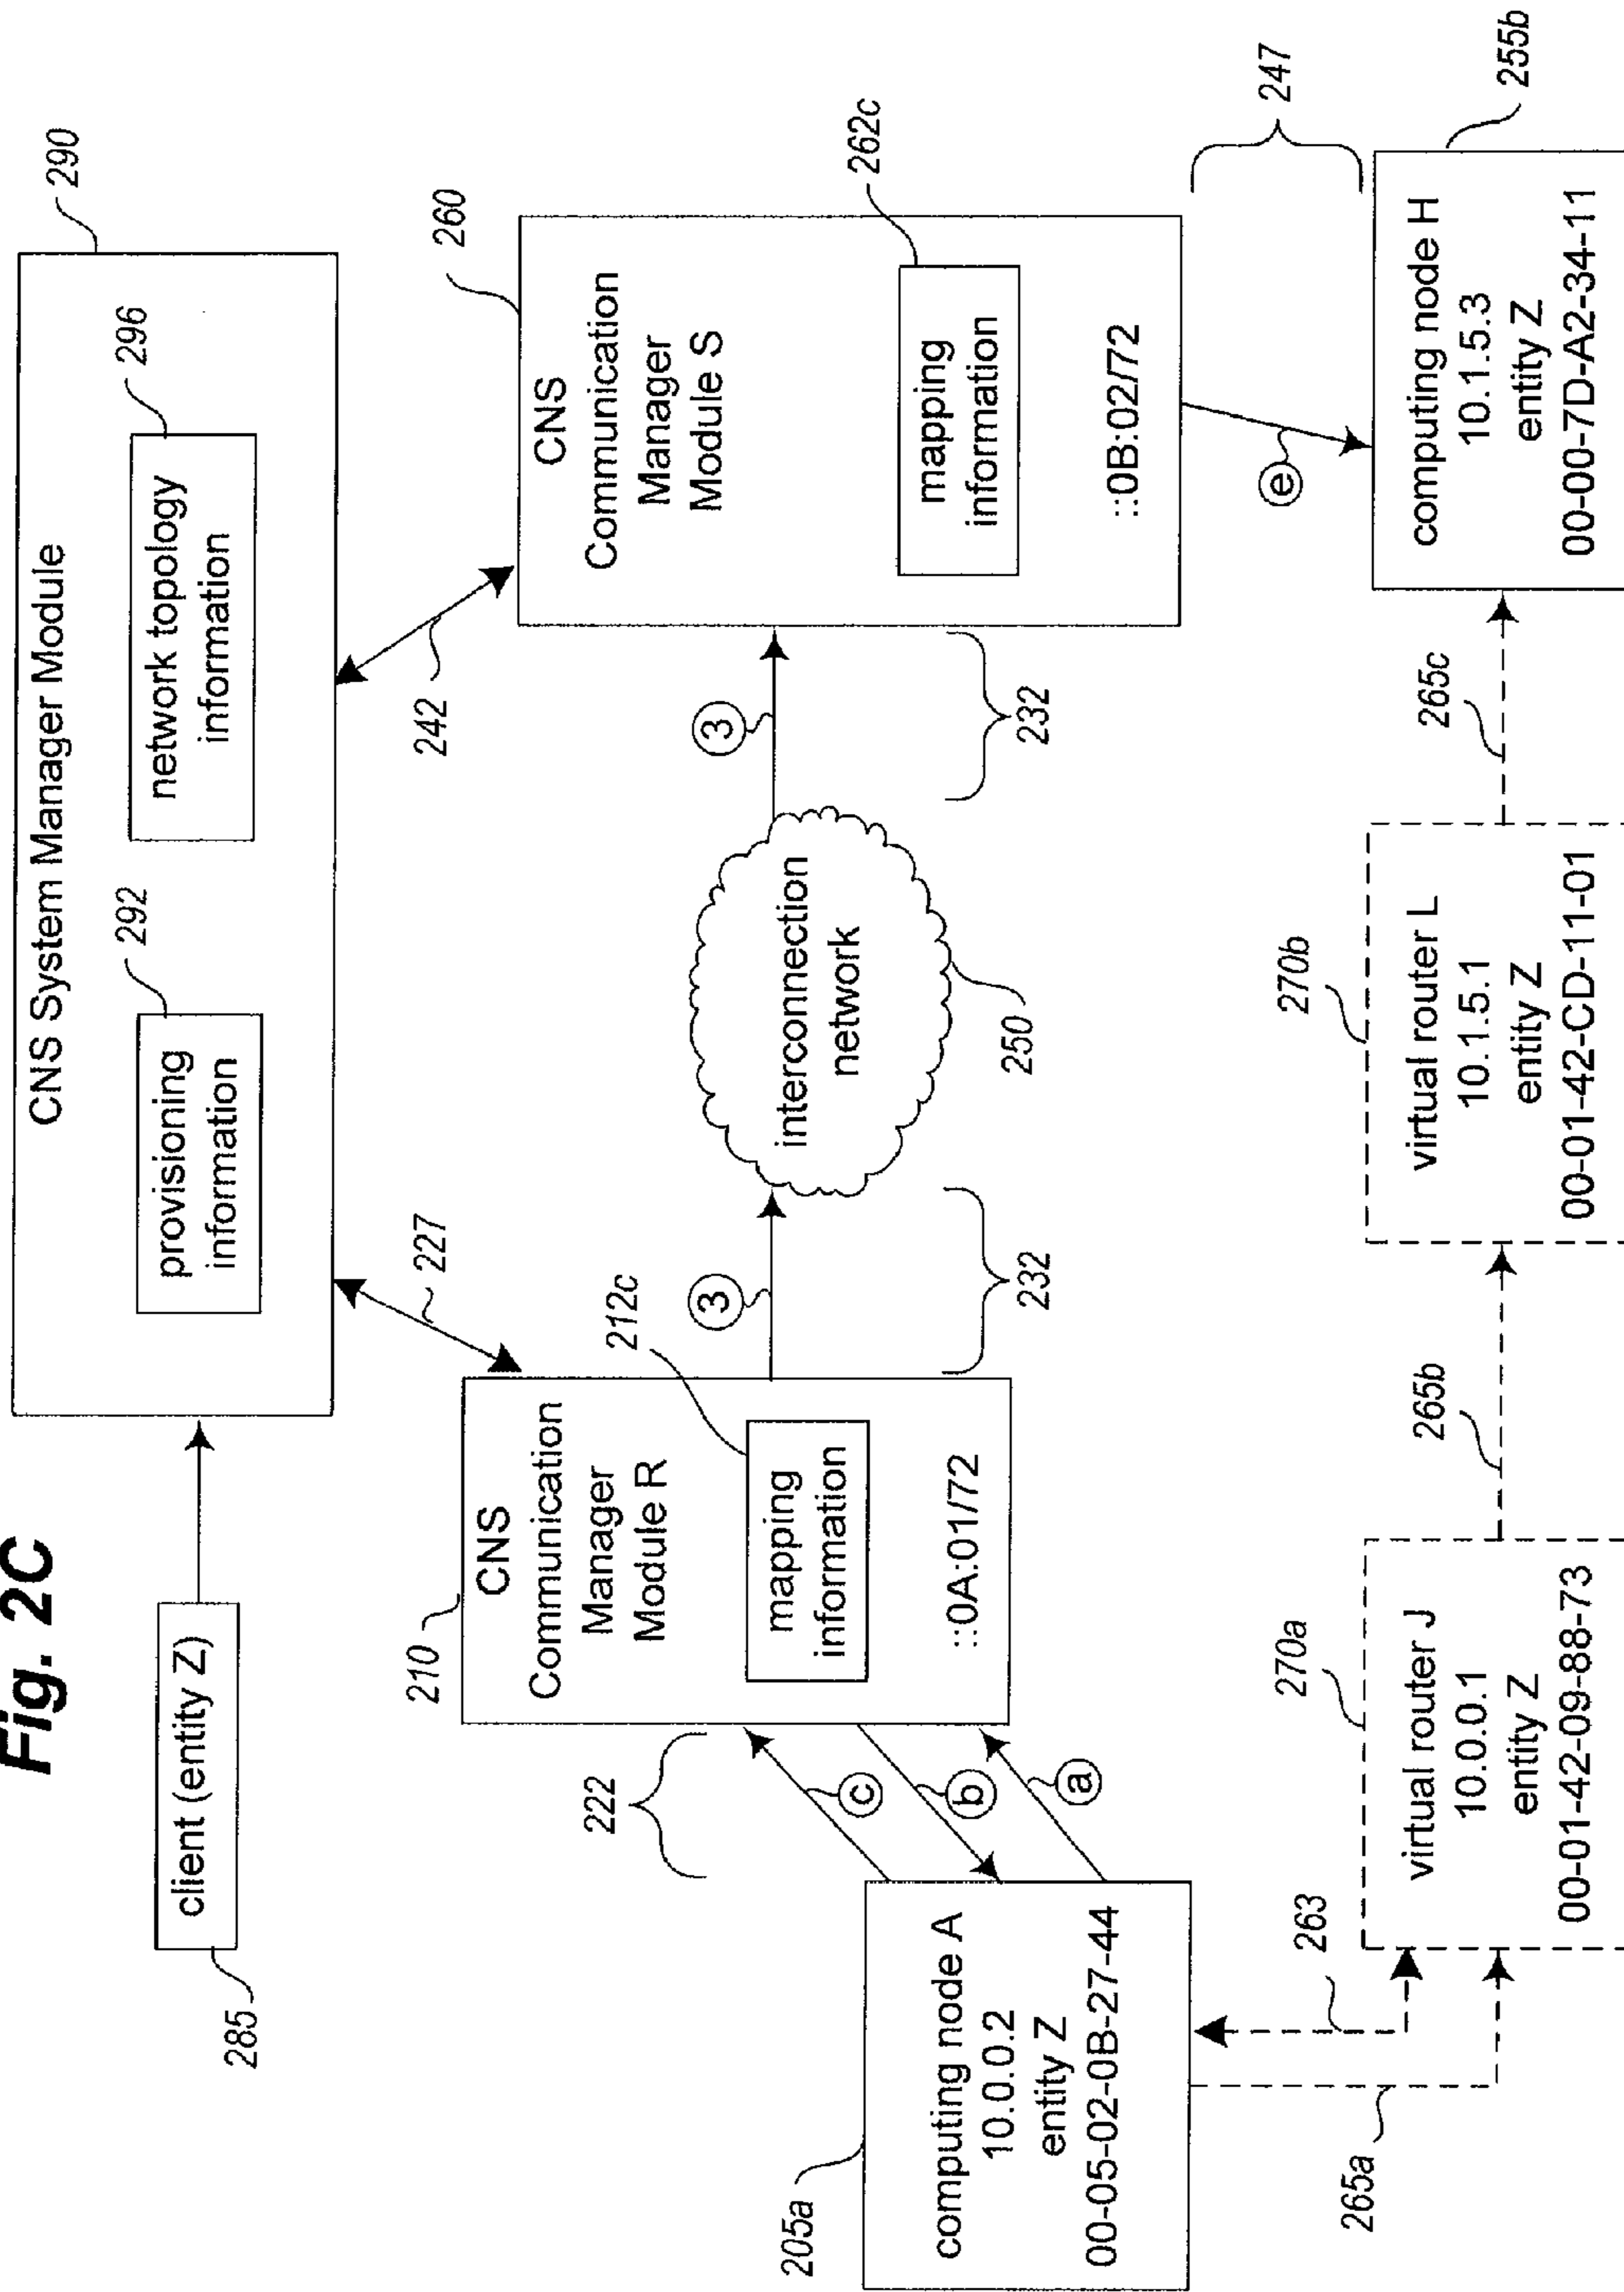 Fig. 2C
285
client (entity Z)
CNS System Manager Module
290
provisioning
information
292
network topology
information
296
227
242
210
CNS
Communication
Manager
Module R
mapping
information
212c
::0A:01/72
260
CNS
Communication
Manager
Module S
mapping
information
262c
::0B:02/72
3
232
interconnection
network
250
3
232
222
c
b
a
e
247
205a
computing node A
10.0.0.2
entity Z
00-05-02-0B-27-44
263
265a
270a
virtual router J
10.0.0.1
entity Z
00-01-42-09-88-73
265b
270b
virtual router L
10.1.5.1
entity Z
00-01-42-CD-11-01
265c
computing node H
10.1.5.3
entity Z
00-00-7D-A2-34-11
255b